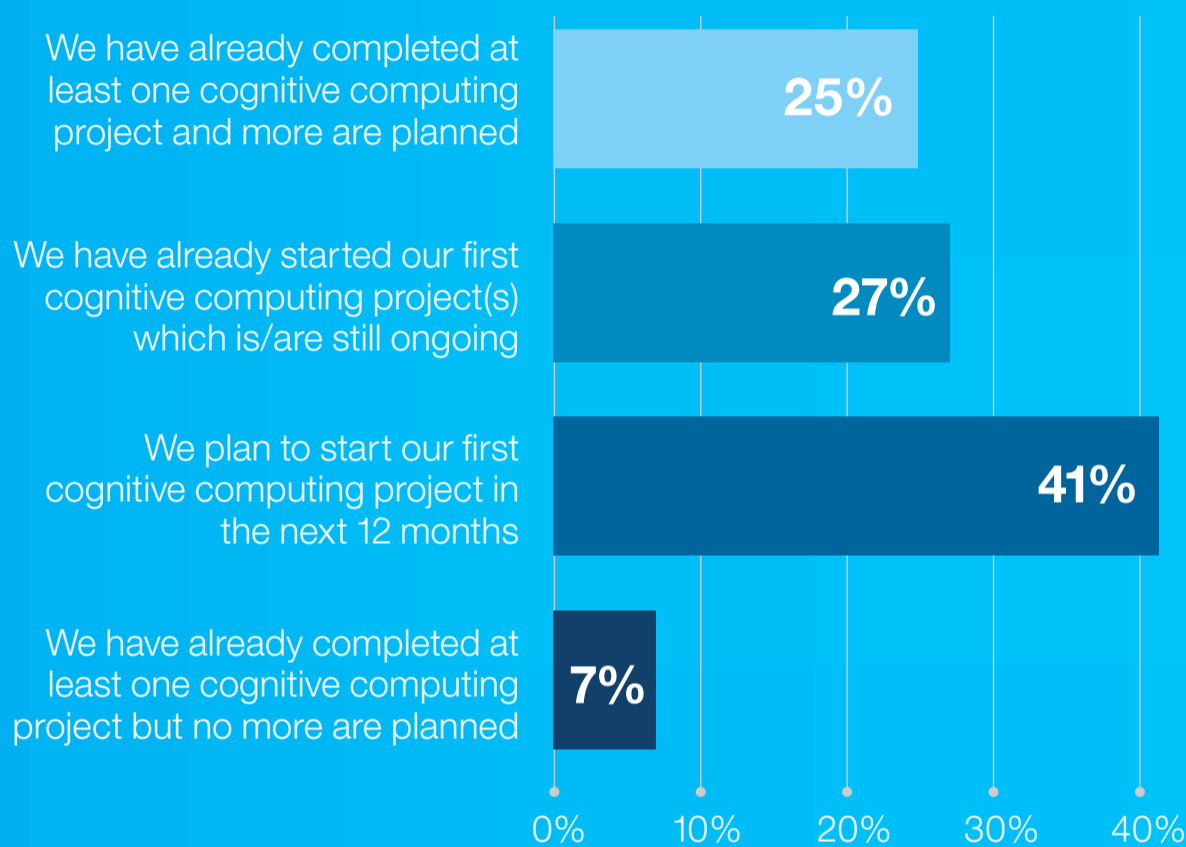 We have already completed at
least one cognitive computing
project and more are planned
25%
We have already started our first
cognitive computing project(s)
which is/are still ongoing
27%
We plan to start our first
cognitive computing project in
the next 12 months
41%
We have already completed at
least one cognitive computing
project but no more are planned
7%
0% 10% 20% 30% 40%